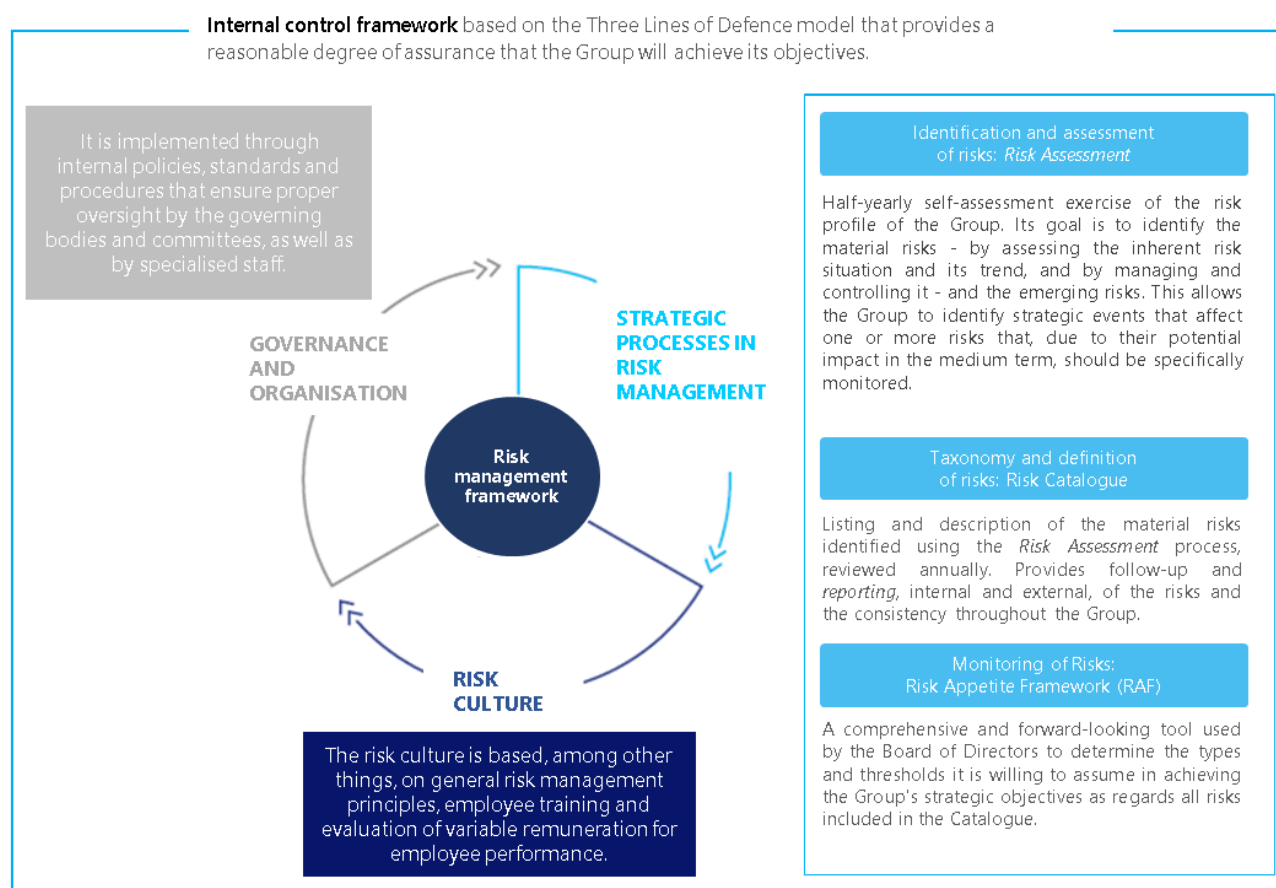 Internal control framework based on the Three Lines of Defence model that provides a
reasonable degree of assurance that the Group will achieve its objectives.
It is implemented through
internal policies, standards and
procedures that ensure proper
oversight by the governing
bodies and committees, as well as
by specialised staff.
GOVERNANCE
AND
ORGANISATION
STRATEGIC
PROCESSES IN
RISK
MANAGEMENT
Risk
management
framework
RISK
CULTURE
The risk culture is based, among other
things, on general risk management
principles, employee training and
evaluation of variable remuneration for
employee performance.
Identification and assessment
of risks: Risk Assessment
Half-yearly self-assessment exercise of the risk
profile of the Group. Its goal is to identify the
material risks - by assessing the inherent risk
situation and its trend, and by managing and
controlling it - and the emerging risks. This allows
the Group to identify strategic events that affect
one or more risks that, due to their potential
impact in the medium term, should be specifically
monitored.
Taxonomy and definition
of risks: Risk Catalogue
Listing and description of the material risks
identified using the Risk Assessment process,
reviewed annually. Provides follow-up and
reporting, internal and external, of the risks and
the consistency throughout the Group.
Monitoring of Risks:
Risk Appetite Framework (RAF)
A comprehensive and forward-looking tool used
by the Board of Directors to determine the types
and thresholds it is willing to assume in achieving
the Group's strategic objectives as regards all risks
included in the Catalogue.